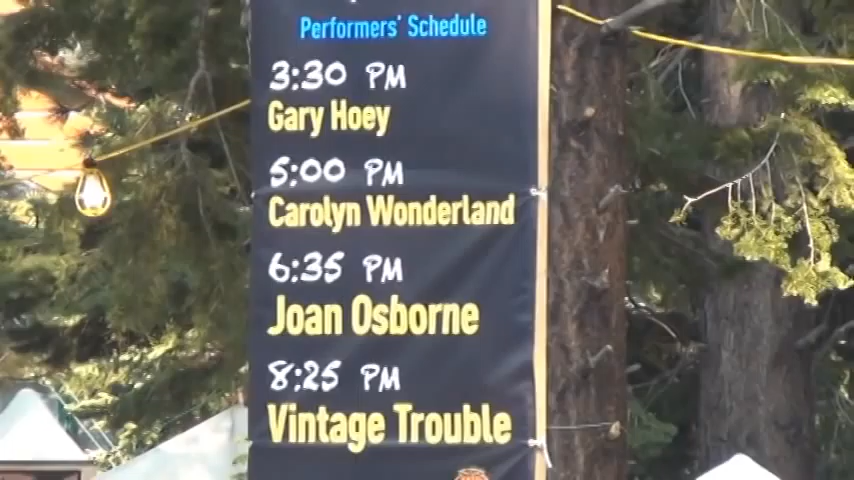 Performers' Schedule
3:30 PM
Gary Hoey
5:00 PM
Carolyn Wonderland
6:35 PM
Joan Osborne
8:25 PM
Vintage Trouble